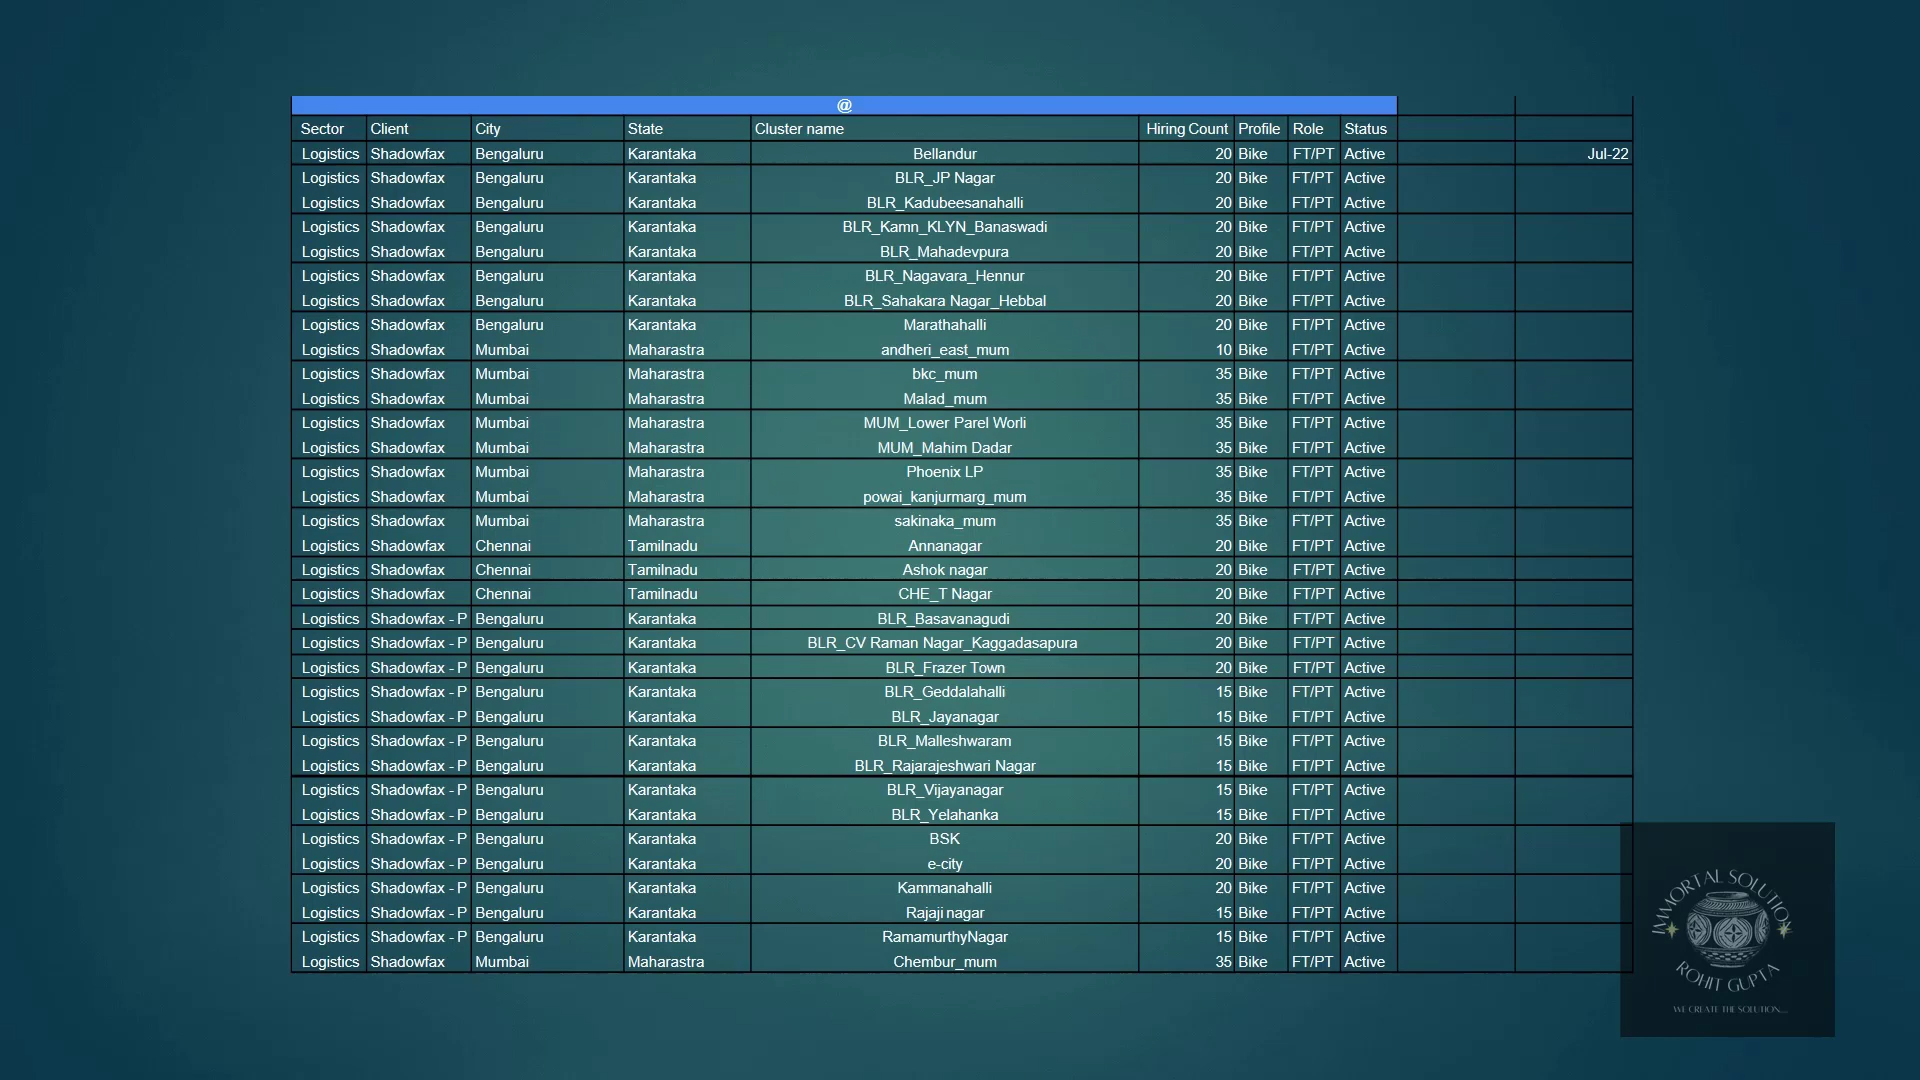 @
Sector Client City State Cluster name Hiring Count Profile Role Status
Logistics Shadowfax Bengaluru Karantaka Bellandur 20 Bike FT/PT Active Jul-22
Logistics Shadowfax Bengaluru Karantaka BLR_JP Nagar 20 Bike FT/PT Active
Logistics Shadowfax Bengaluru Karantaka BLR_Kadubeesanahalli 20 Bike FT/PT Active
Logistics Shadowfax Bengaluru Karantaka BLR_Kamn_KLYN_Banaswadi 20 Bike FT/PT Active
Logistics Shadowfax Bengaluru Karantaka BLR_Mahadevpura 20 Bike FT/PT Active
Logistics Shadowfax Bengaluru Karantaka BLR_Nagavara_Hennur 20 Bike FT/PT Active
Logistics Shadowfax Bengaluru Karantaka BLR_Sahakara Nagar_Hebbal 20 Bike FT/PT Active
Logistics Shadowfax Bengaluru Karantaka Marathahalli 20 Bike FT/PT Active
Logistics Shadowfax Mumbai Maharastra andheri_east_mum 10 Bike FT/PT Active
Logistics Shadowfax Mumbai Maharastra bkc_mum 35 Bike FT/PT Active
Logistics Shadowfax Mumbai Maharastra Malad_mum 35 Bike FT/PT Active
Logistics Shadowfax Mumbai Maharastra MUM_Lower Parel Worli 35 Bike FT/PT Active
Logistics Shadowfax Mumbai Maharastra MUM_Mahim Dadar 35 Bike FT/PT Active
Logistics Shadowfax Mumbai Maharastra Phoenix LP 35 Bike FT/PT Active
Logistics Shadowfax Mumbai Maharastra powai_kanjurmarg_mum 35 Bike FT/PT Active
Logistics Shadowfax Mumbai Maharastra sakinaka_mum 35 Bike FT/PT Active
Logistics Shadowfax Chennai Tamilnadu Annanagar 20 Bike FT/PT Active
Logistics Shadowfax Chennai Tamilnadu Ashok nagar 20 Bike FT/PT Active
Logistics Shadowfax Chennai Tamilnadu CHE_T Nagar 20 Bike FT/PT Active
Logistics Shadowfax - P Bengaluru Karantaka BLR_Basavanagudi 20 Bike FT/PT Active
Logistics Shadowfax - P Bengaluru Karantaka BLR_CV Raman Nagar_Kaggadasapura 20 Bike FT/PT Active
Logistics Shadowfax - P Bengaluru Karantaka BLR_Frazer Town 20 Bike FT/PT Active
Logistics Shadowfax - P Bengaluru Karantaka BLR_Geddalahalli 15 Bike FT/PT Active
Logistics Shadowfax - P Bengaluru Karantaka BLR_Jayanagar 15 Bike FT/PT Active
Logistics Shadowfax - P Bengaluru Karantaka BLR_Malleshwaram 15 Bike FT/PT Active
Logistics Shadowfax - P Bengaluru Karantaka BLR_Rajarajeshwari Nagar 15 Bike FT/PT Active
Logistics Shadowfax - P Bengaluru Karantaka BLR_Vijayanagar 15 Bike FT/PT Active
Logistics Shadowfax - P Bengaluru Karantaka BLR_Yelahanka 15 Bike FT/PT Active
Logistics Shadowfax - P Bengaluru Karantaka BSK 20 Bike FT/PT Active
Logistics Shadowfax - P Bengaluru Karantaka e-city 20 Bike FT/PT Active
Logistics Shadowfax - P Bengaluru Karantaka Kammanahalli 20 Bike FT/PT Active
Logistics Shadowfax - P Bengaluru Karantaka Rajaji nagar 15 Bike FT/PT Active
Logistics Shadowfax - P Bengaluru Karantaka RamamurthyNagar 15 Bike FT/PT Active
Logistics Shadowfax Mumbai Maharastra Chembur_mum 35 Bike FT/PT Active
IMMORTAL SOLUTION
ROHIT GUPTA
WE CREATE THE SOLUTION...